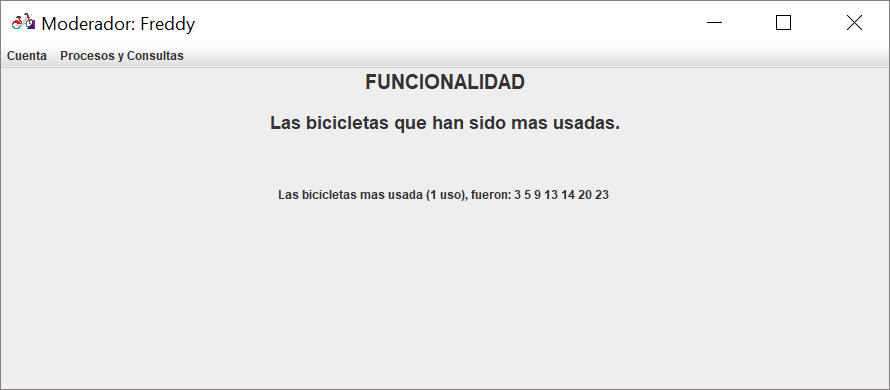 Moderador: Freddy
Cuenta Procesos y Consultas
FUNCIONALIDAD
Las bicicletas que han sido mas usadas.
Las bicicletas mas usada (1 uso), fueron: 3 5 9 13 14 20 23